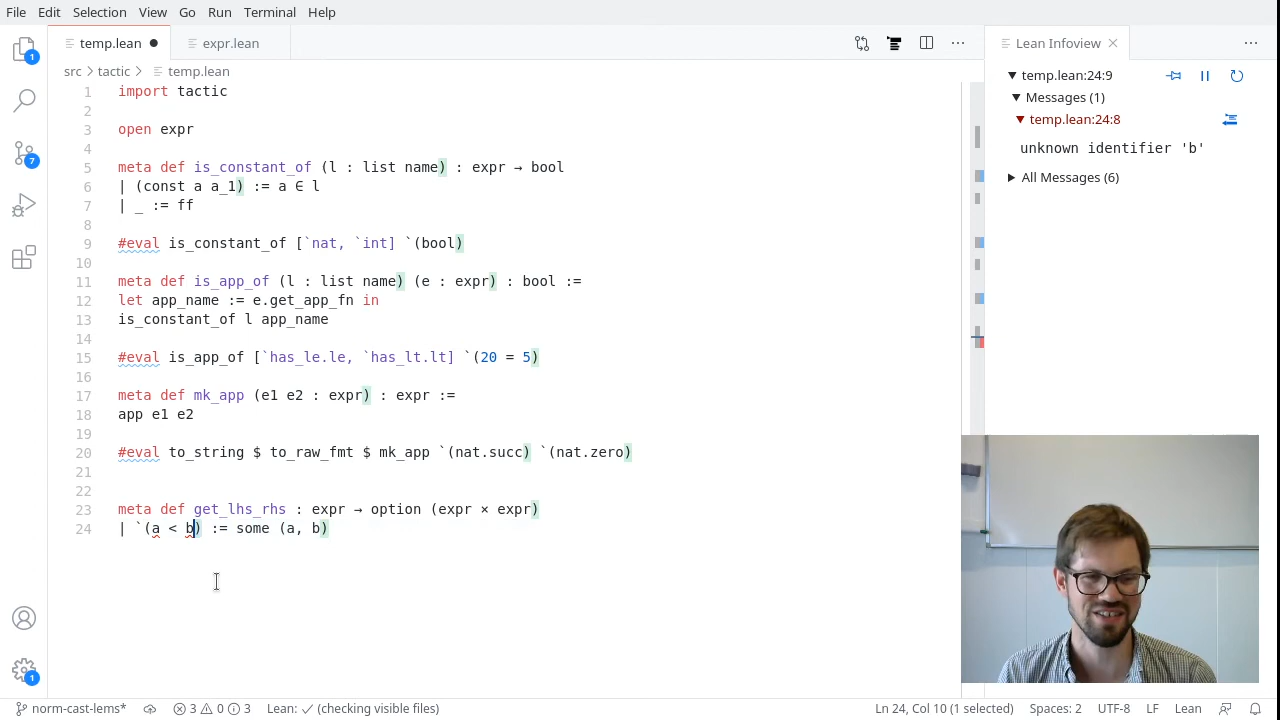 File Edit Selection View Go Run Terminal Help
temp.lean
expr.lean
Lean Infoview
src tactic temp.lean
1 import tactic
2
3 open expr
4
5 meta def is_constant_of (l : list name) : expr → bool
6 | (const a a_1) := a ∈ l
7 | _ := ff
8
9 #eval is_constant_of [`nat, `int] `(bool)
10
11 meta def is_app_of (l : list name) (e : expr) : bool :=
12 let app_name := e.get_app_fn in
13 is_constant_of l app_name
14
15 #eval is_app_of [`has_le.le, `has_lt.lt] `(20 = 5)
16
17 meta def mk_app (e1 e2 : expr) : expr :=
18 app e1 e2
19
20 #eval to_string $ to_raw_fmt $ mk_app `(nat.succ) `(nat.zero)
21
22
23 meta def get_lhs_rhs : expr → option (expr × expr)
24 | `(a < b) := some (a, b)
temp.lean:24:9
Messages (1)
temp.lean:24:8
unknown identifier 'b'
All Messages (6)
1
7
1
norm-cast-lems* 3 0 3 Lean: ✓ (checking visible files) Ln 24, Col 10 (1 selected) Spaces: 2 UTF-8 LF Lean